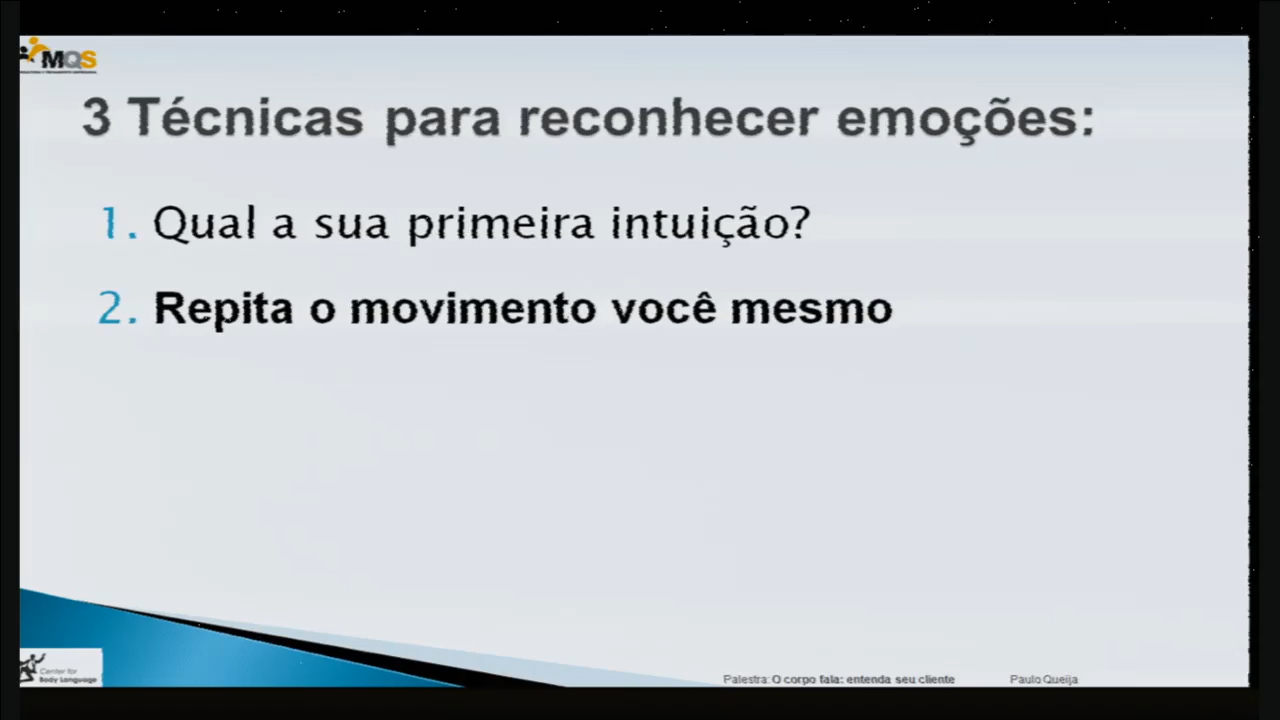 MQS
3 Técnicas para reconhecer emoções:
1. Qual a sua primeira intuição?
2. Repita o movimento você mesmo
Center for
Body Language
Palestra: O corpo fala: entenda seu cliente
Paulo Queija